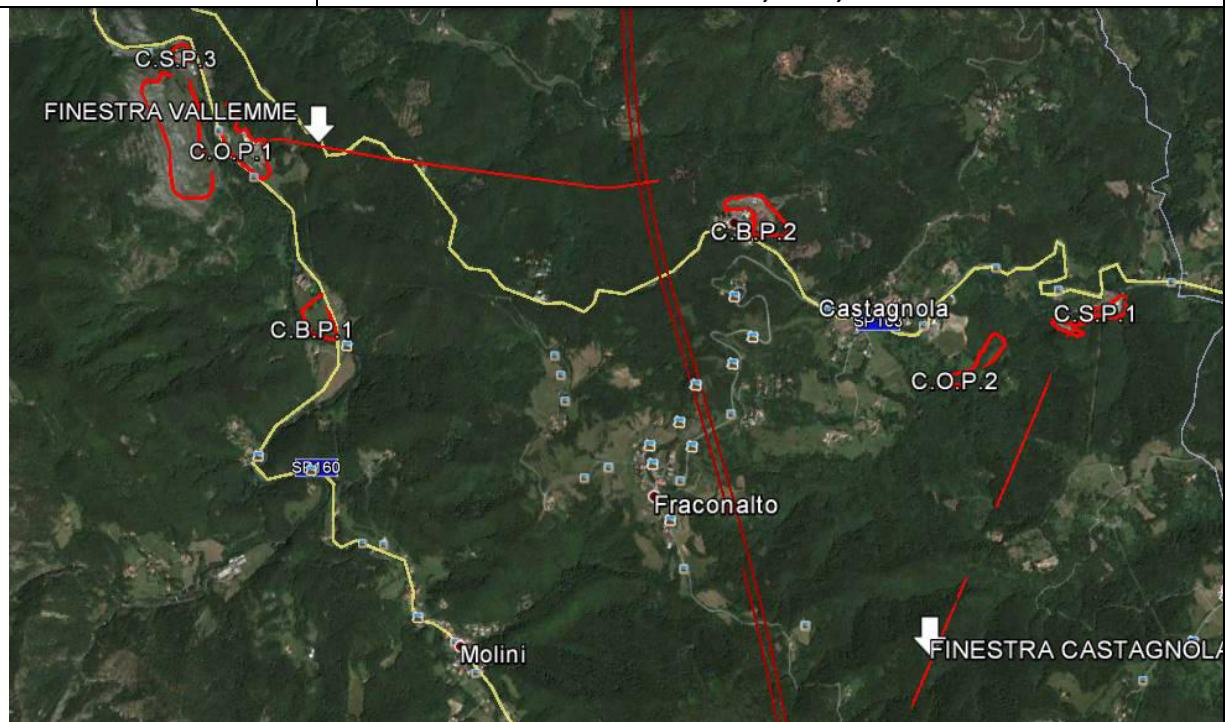 C.S.P.3
FINESTRA VALLEMME
C.O.P.1
C.B.P.2
Castagnola
C.S.P.1
C.B.P.1
C.O.P.2
SP160
Fraconalto
FINESTRA CASTAGNOLA
Molini